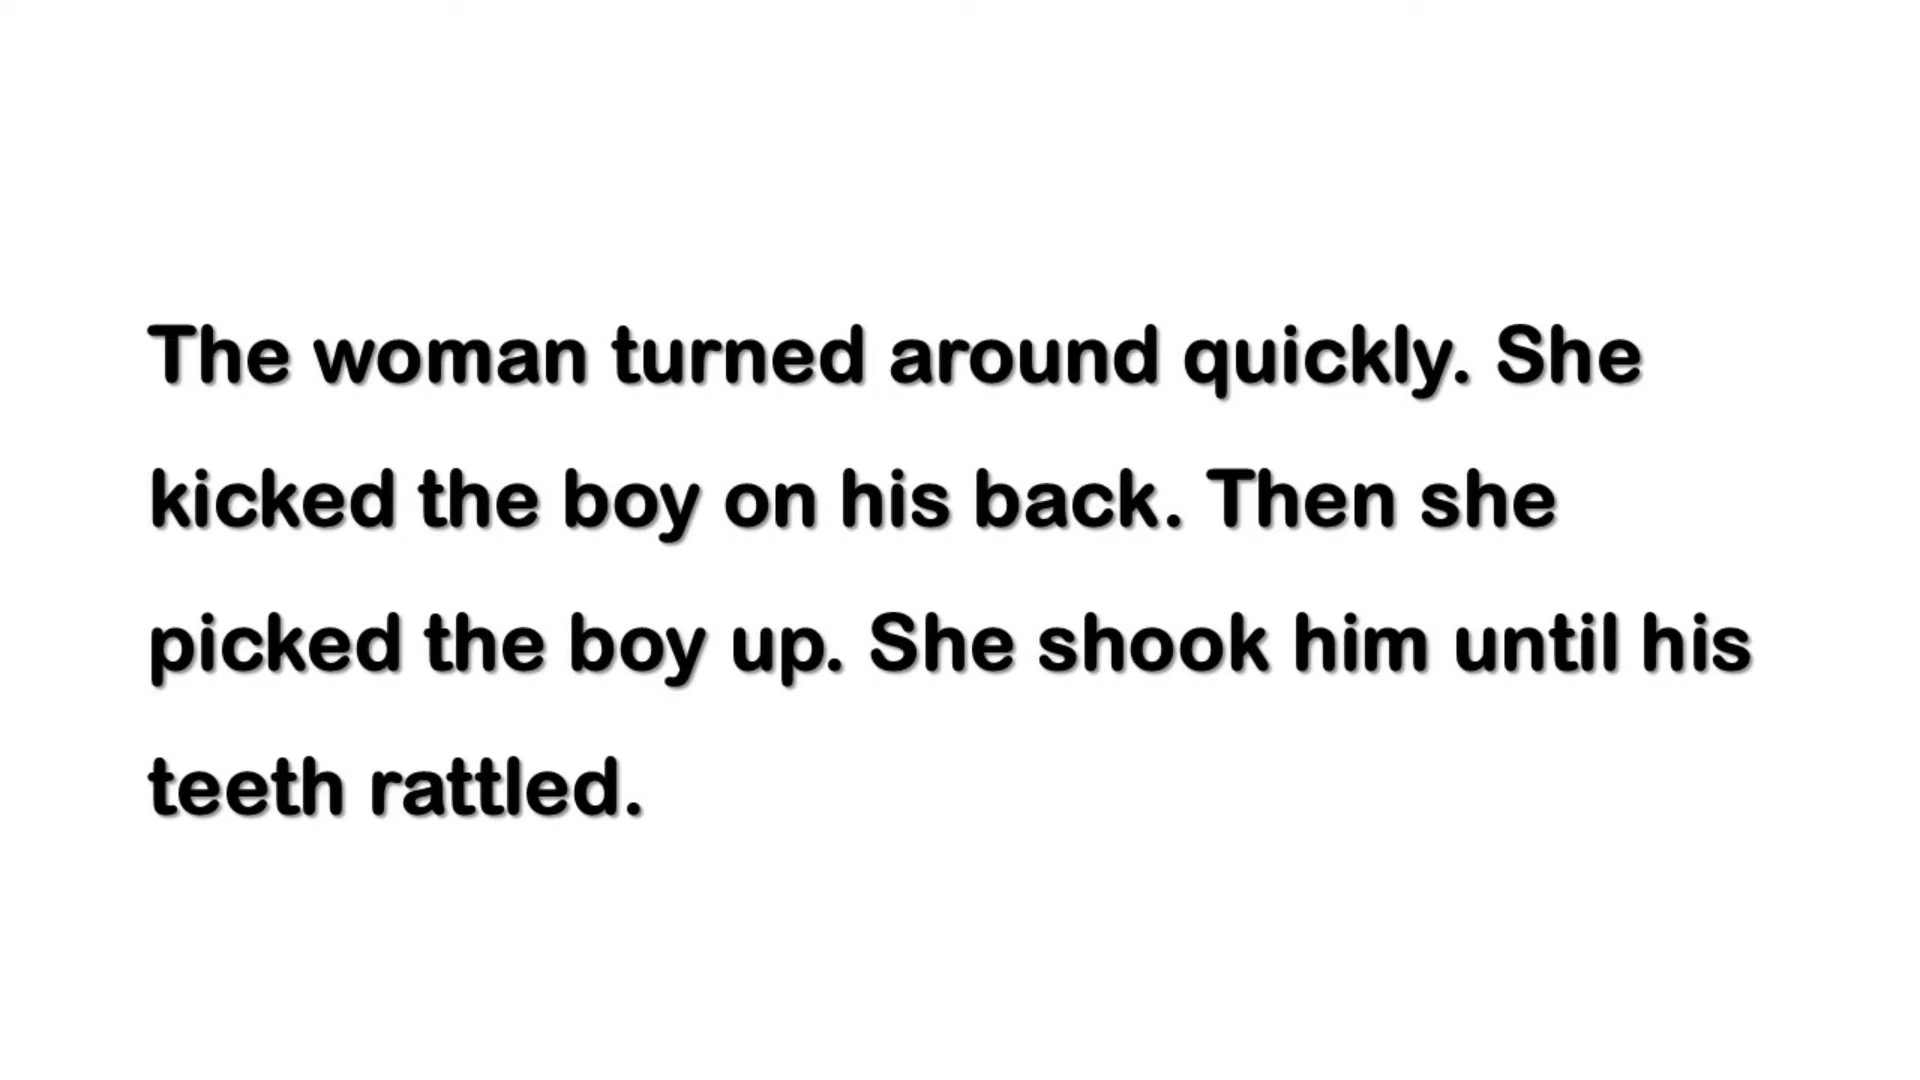 The woman turned around quickly. She
kicked the boy on his back. Then she
picked the boy up. She shook him until his
teeth rattled.